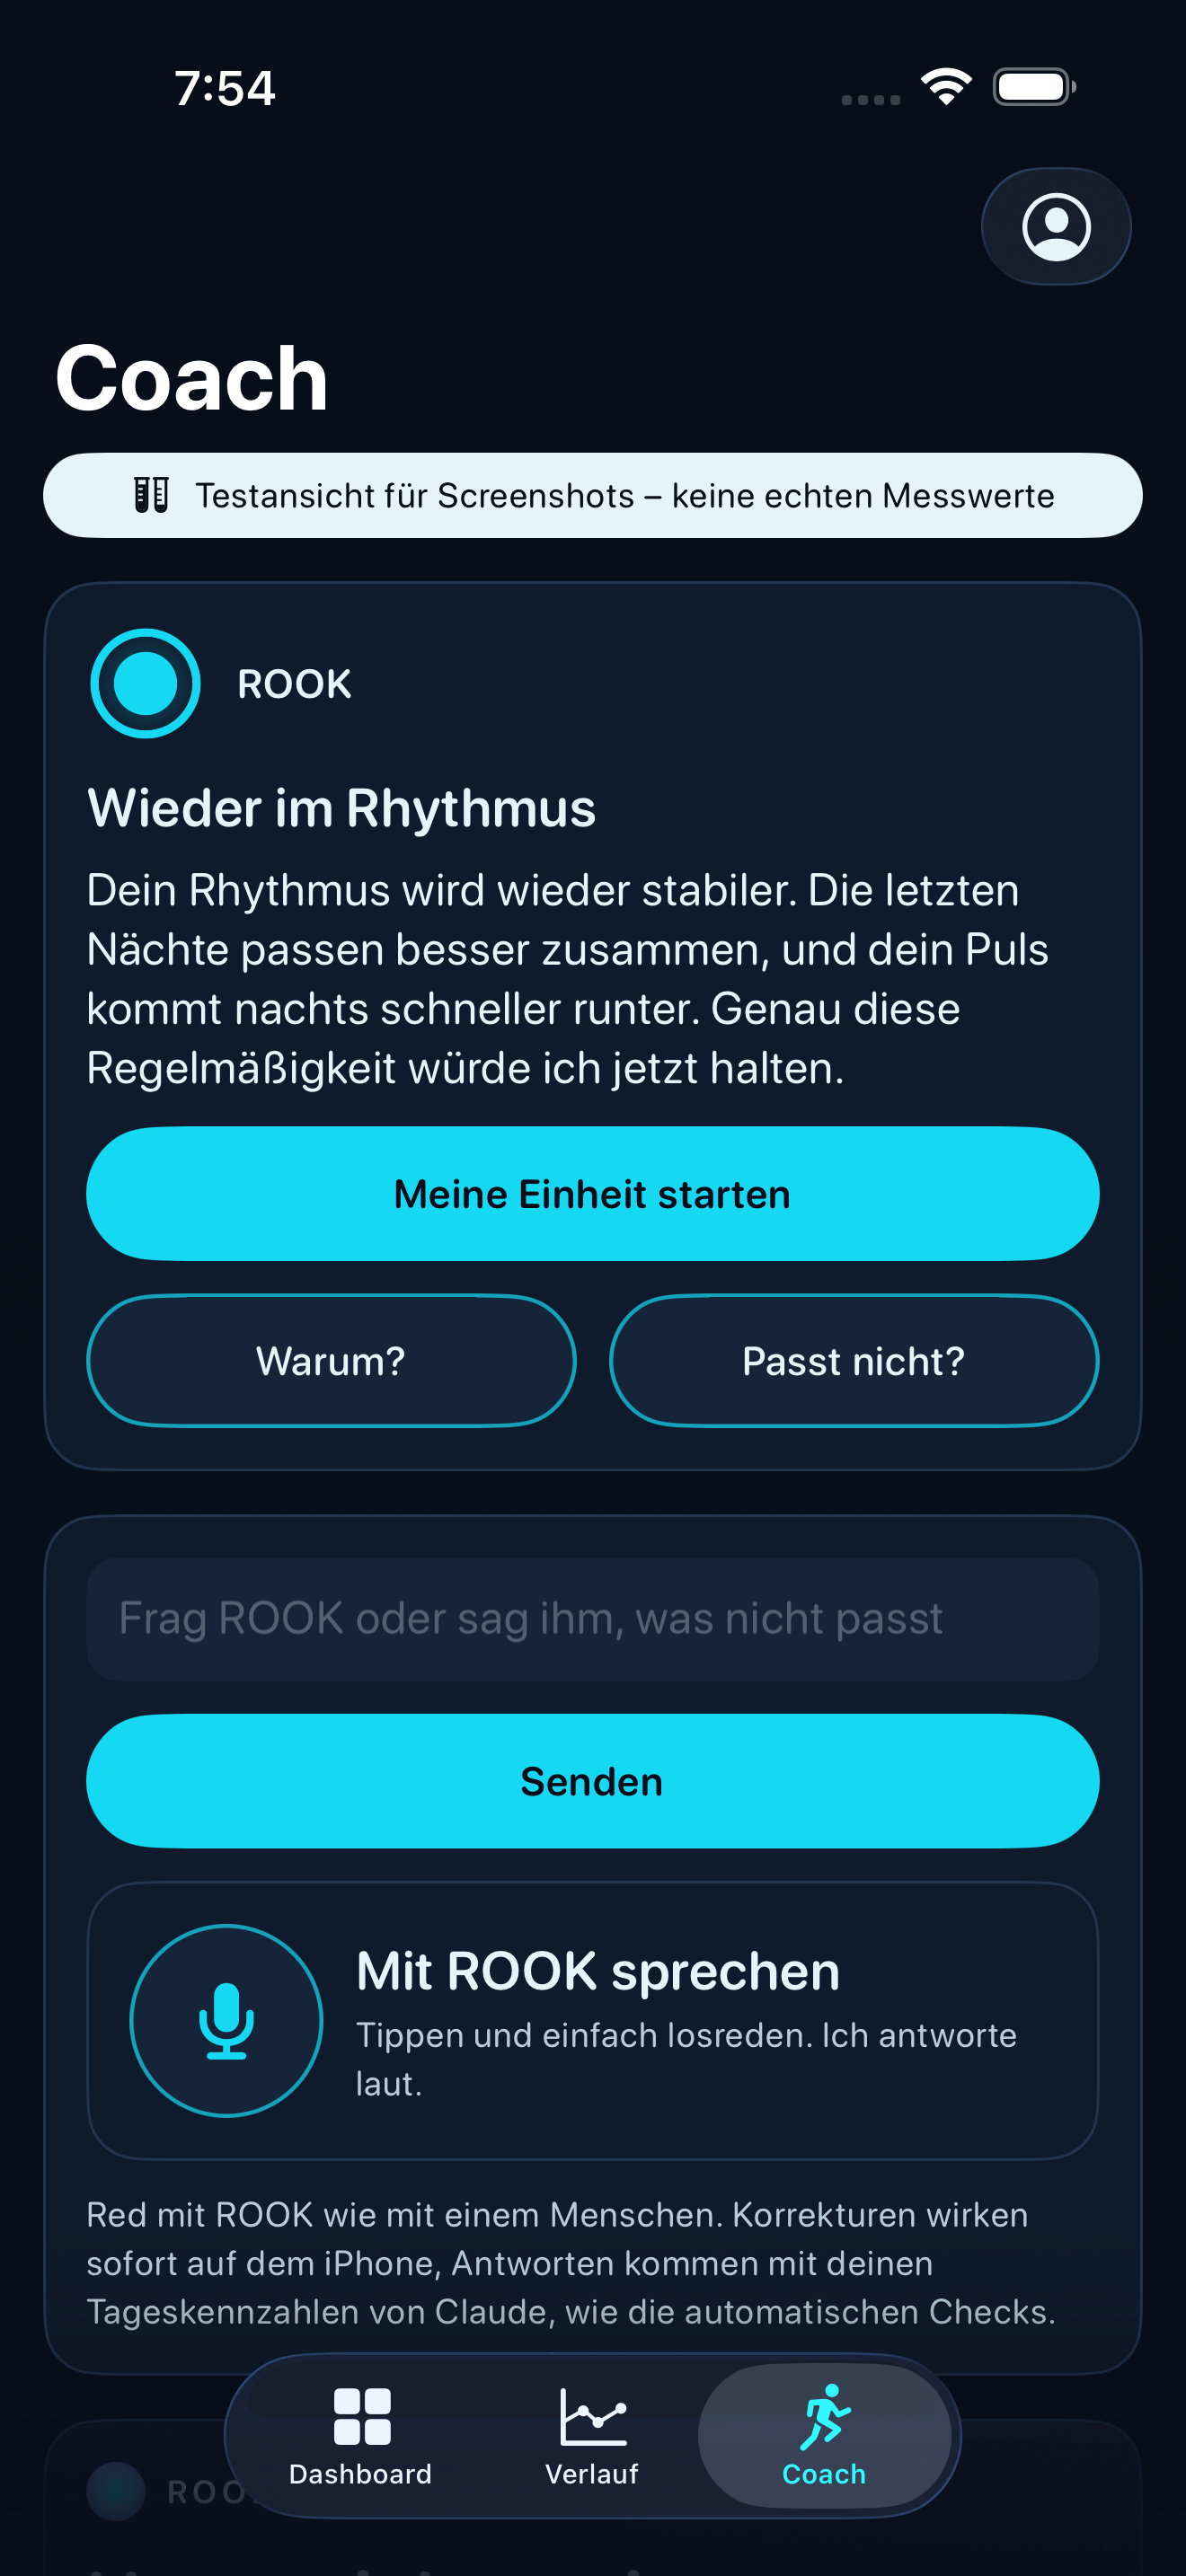 7:54
Coach
Testansicht für Screenshots – keine echten Messwerte
ROOK
Wieder im Rhythmus
Dein Rhythmus wird wieder stabiler. Die letzten
Nächte passen besser zusammen, und dein Puls
kommt nachts schneller runter. Genau diese
Regelmäßigkeit würde ich jetzt halten.
Meine Einheit starten
Warum?
Passt nicht?
Frag ROOK oder sag ihm, was nicht passt
Senden
Mit ROOK sprechen
Tippen und einfach losreden. Ich antworte
laut.
Red mit ROOK wie mit einem Menschen. Korrekturen wirken
sofort auf dem iPhone, Antworten kommen mit deinen
Tageskennzahlen von Claude, wie die automatischen Checks.
Dashboard
Verlauf
Coach